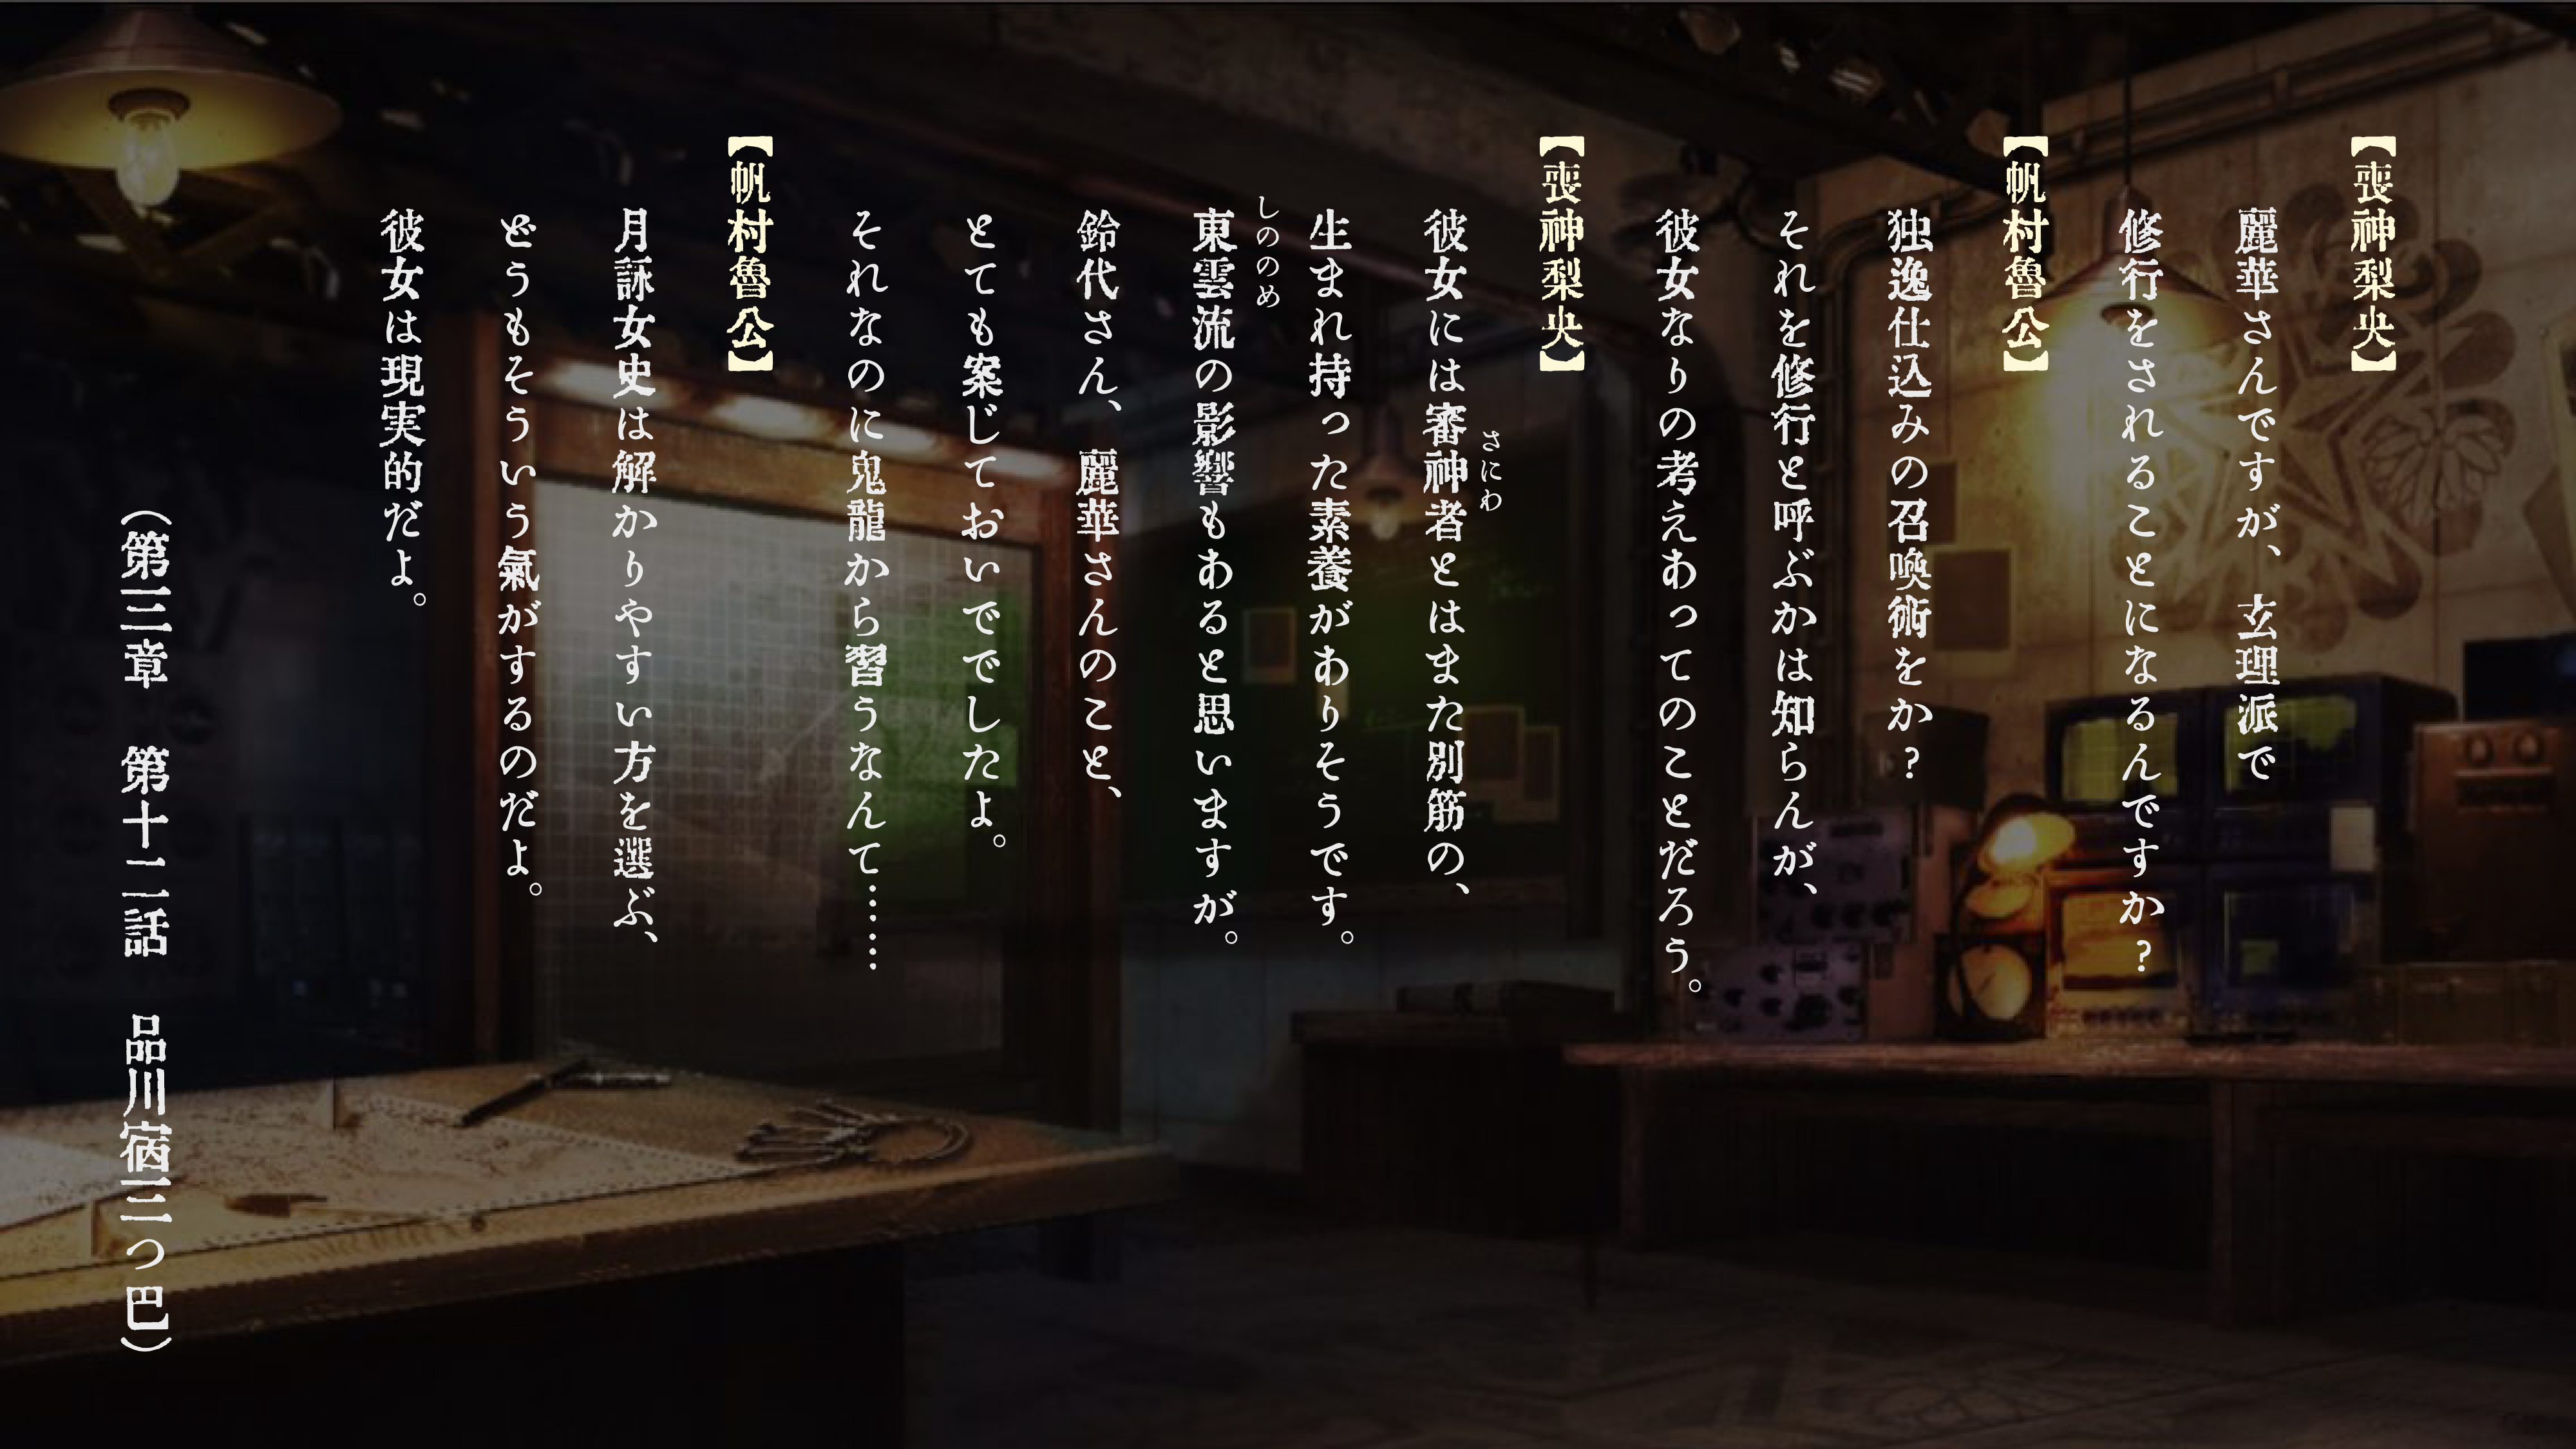 【喪神梨央】
麗華さんですが、玄理派で
修行をされることになるんですか？
【帆村魯公】
独逸仕込みの召喚術をか？
それを修行と呼ぶかは知らんが、
彼女なりの考えあってのことだろう。
【喪神梨央】
彼女には審神者とはまた別筋の、
さにわ
生まれ持った素養がありそうです。
東雲流の影響もあると思いますが。
しののめ
鈴代さん、麗華さんのこと、
とても案じておいででしたよ。
それなのに鬼龍から習うなんて……
【帆村魯公】
月詠女史は解かりやすい方を選ぶ、
どうもそういう氣がするのだよ。
彼女は現実的だよ。
（第三章　第十二話　品川宿三つ巴）